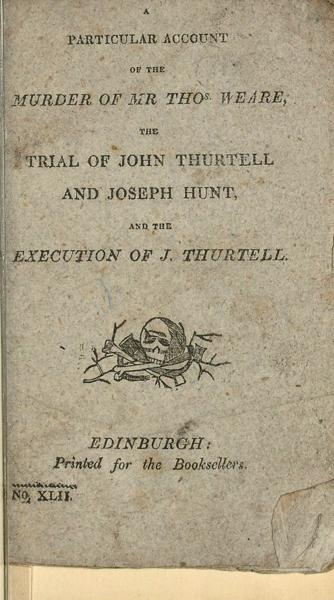 A
PARTICULAR ACCOUNT
OF THE
MURDER OF MR THOS. WEARE,
THE
TRIAL OF JOHN THURTELL
AND JOSEPH HUNT,
AND THE
EXECUTION OF J. THURTELL.
EDINBURGH:
Printed for the Booksellers.
No. XLII.